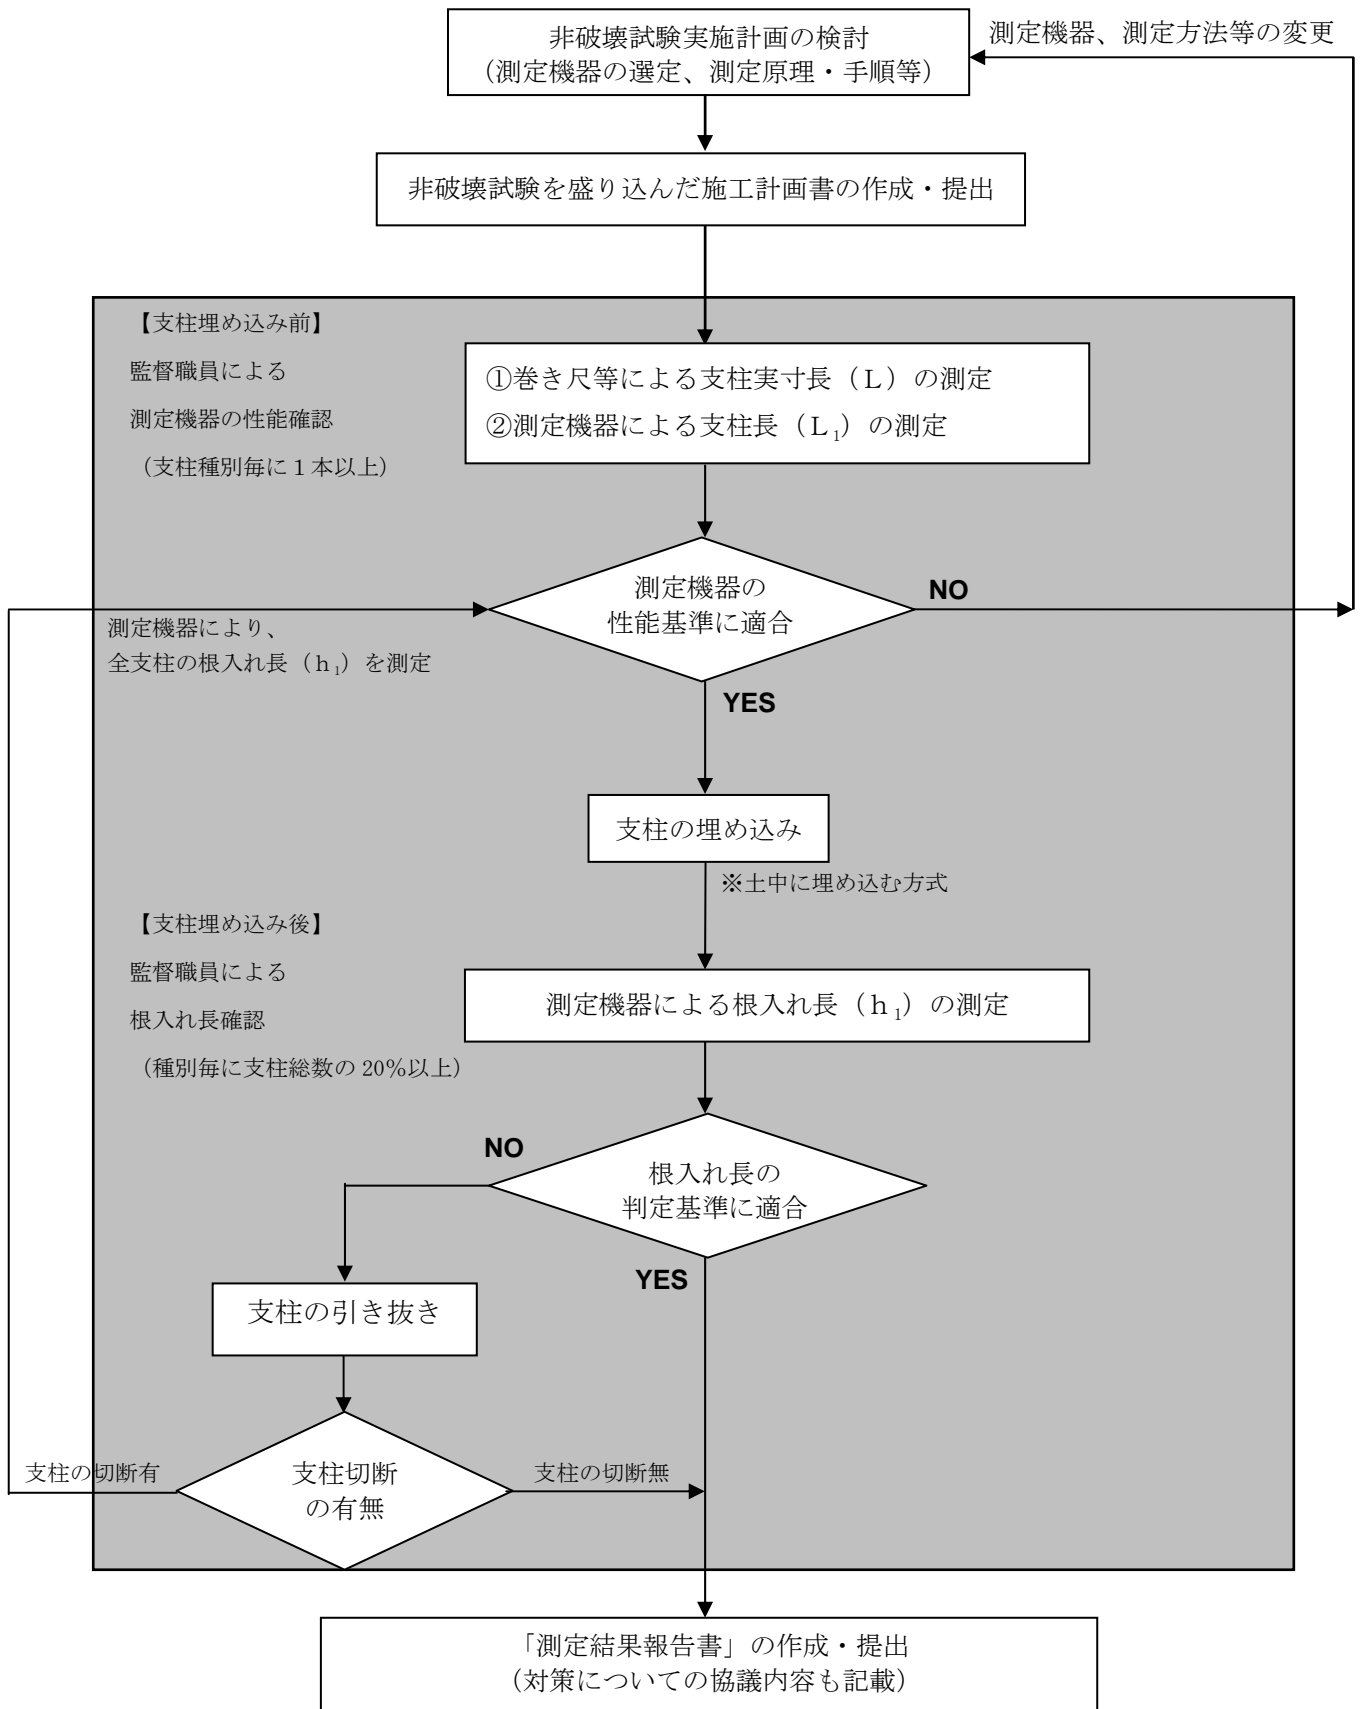 非破壊試験実施計画の検討
（測定機器の選定、測定原理・手順等）
測定機器、測定方法等の変更
非破壊試験を盛り込んだ施工計画書の作成・提出
【支柱埋め込み前】
監督職員による
測定機器の性能確認
（支柱種別毎に１本以上）
①巻き尺等による支柱実寸長（Ｌ）の測定
②測定機器による支柱長（Ｌ₁）の測定
測定機器の
性能基準に適合
NO
測定機器により、
全支柱の根入れ長（ｈ₁）を測定
YES
支柱の埋め込み
※土中に埋め込む方式
【支柱埋め込み後】
監督職員による
根入れ長確認
（種別毎に支柱総数の 20％以上）
測定機器による根入れ長（ｈ₁）の測定
根入れ長の
判定基準に適合
NO
YES
支柱の引き抜き
支柱切断
の有無
支柱の切断有
支柱の切断無
「測定結果報告書」の作成・提出
（対策についての協議内容も記載）